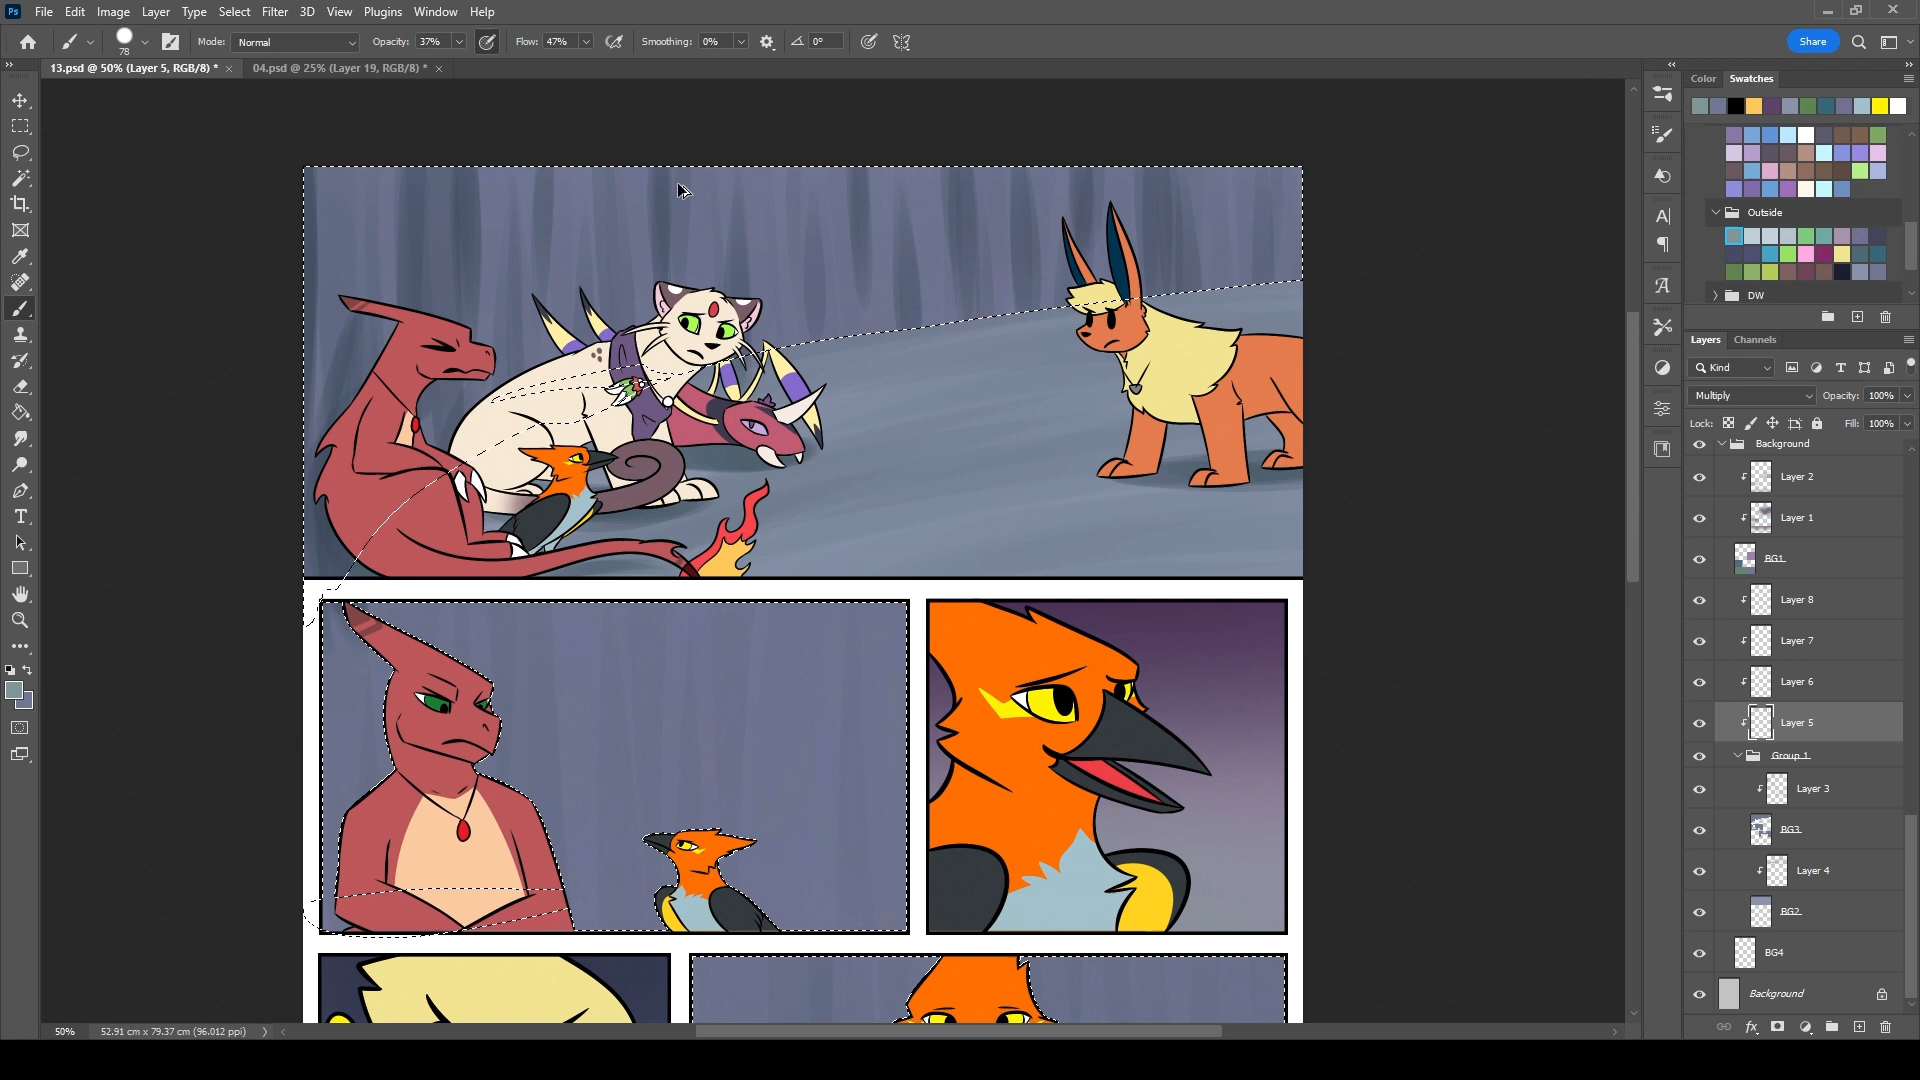 Ps File Edit Image Layer Type Select Filter 3D View Plugins Window Help
78 Mode: Normal Opacity: 37% Flow: 47% Smoothing: 0% 0° Share
13.psd @ 50% (Layer 5, RGB/8) * × 04.psd @ 25% (Layer 19, RGB/8) * ×
Color Swatches
Outside
DW
Layers Channels
Kind
Multiply Opacity: 100%
Lock: Fill: 100%
Background
Layer 2
Layer 1
BG1
Layer 8
Layer 7
Layer 6
Layer 5
Group 1
Layer 3
BG3
Layer 4
BG2
BG4
Background
50% 52.91 cm x 79.37 cm (96.012 ppi)